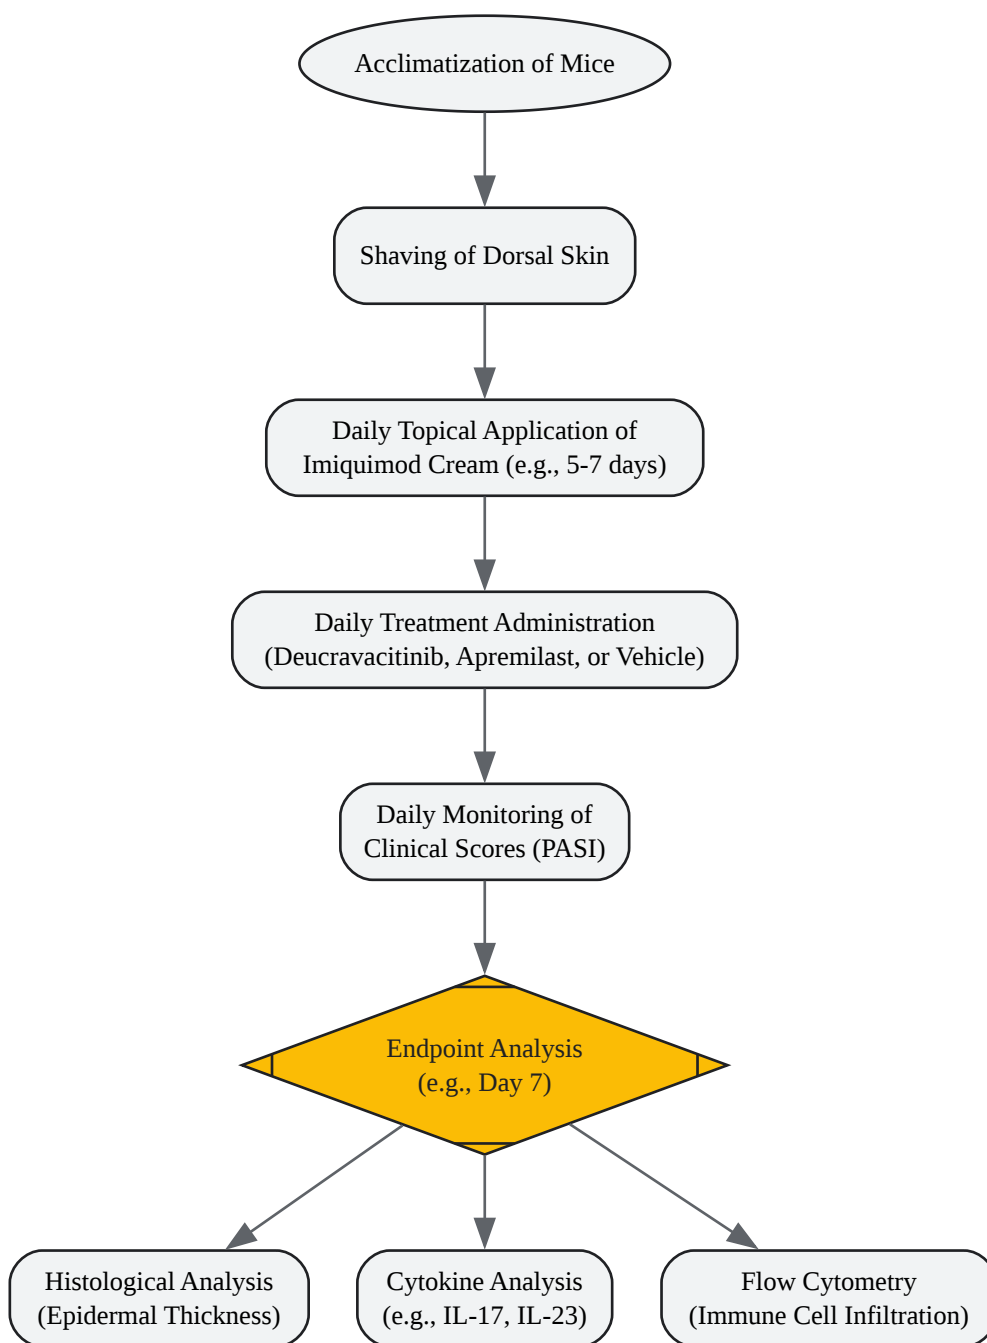 Acclimatization of Mice
Shaving of Dorsal Skin
Daily Topical Application of
Imiquimod Cream (e.g., 5-7 days)
Daily Treatment Administration
(Deucravacitinib, Apremilast, or Vehicle)
Daily Monitoring of
Clinical Scores (PASI)
Endpoint Analysis
(e.g., Day 7)
Histological Analysis
(Epidermal Thickness)
Cytokine Analysis
(e.g., IL-17, IL-23)
Flow Cytometry
(Immune Cell Infiltration)